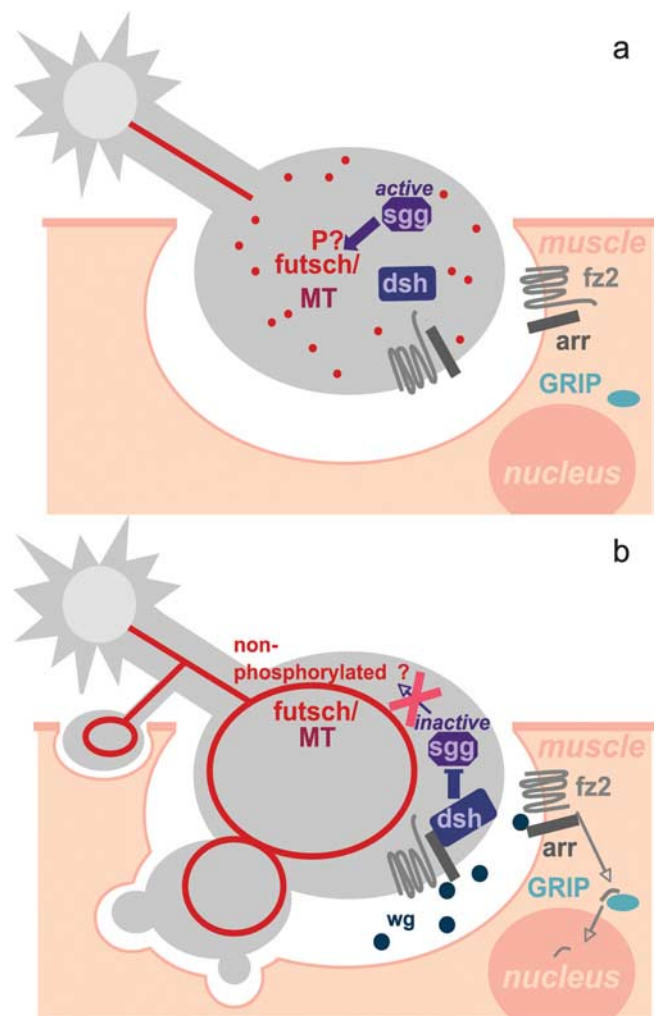 a
active
sgg
P?
futsch/
MT
dsh
muscle
fz2
arr
GRIP
nucleus
b
non-
phosphorylated ?
futsch/
MT
inactive
sgg
dsh
wg
muscle
fz2
arr
GRIP
nucleus